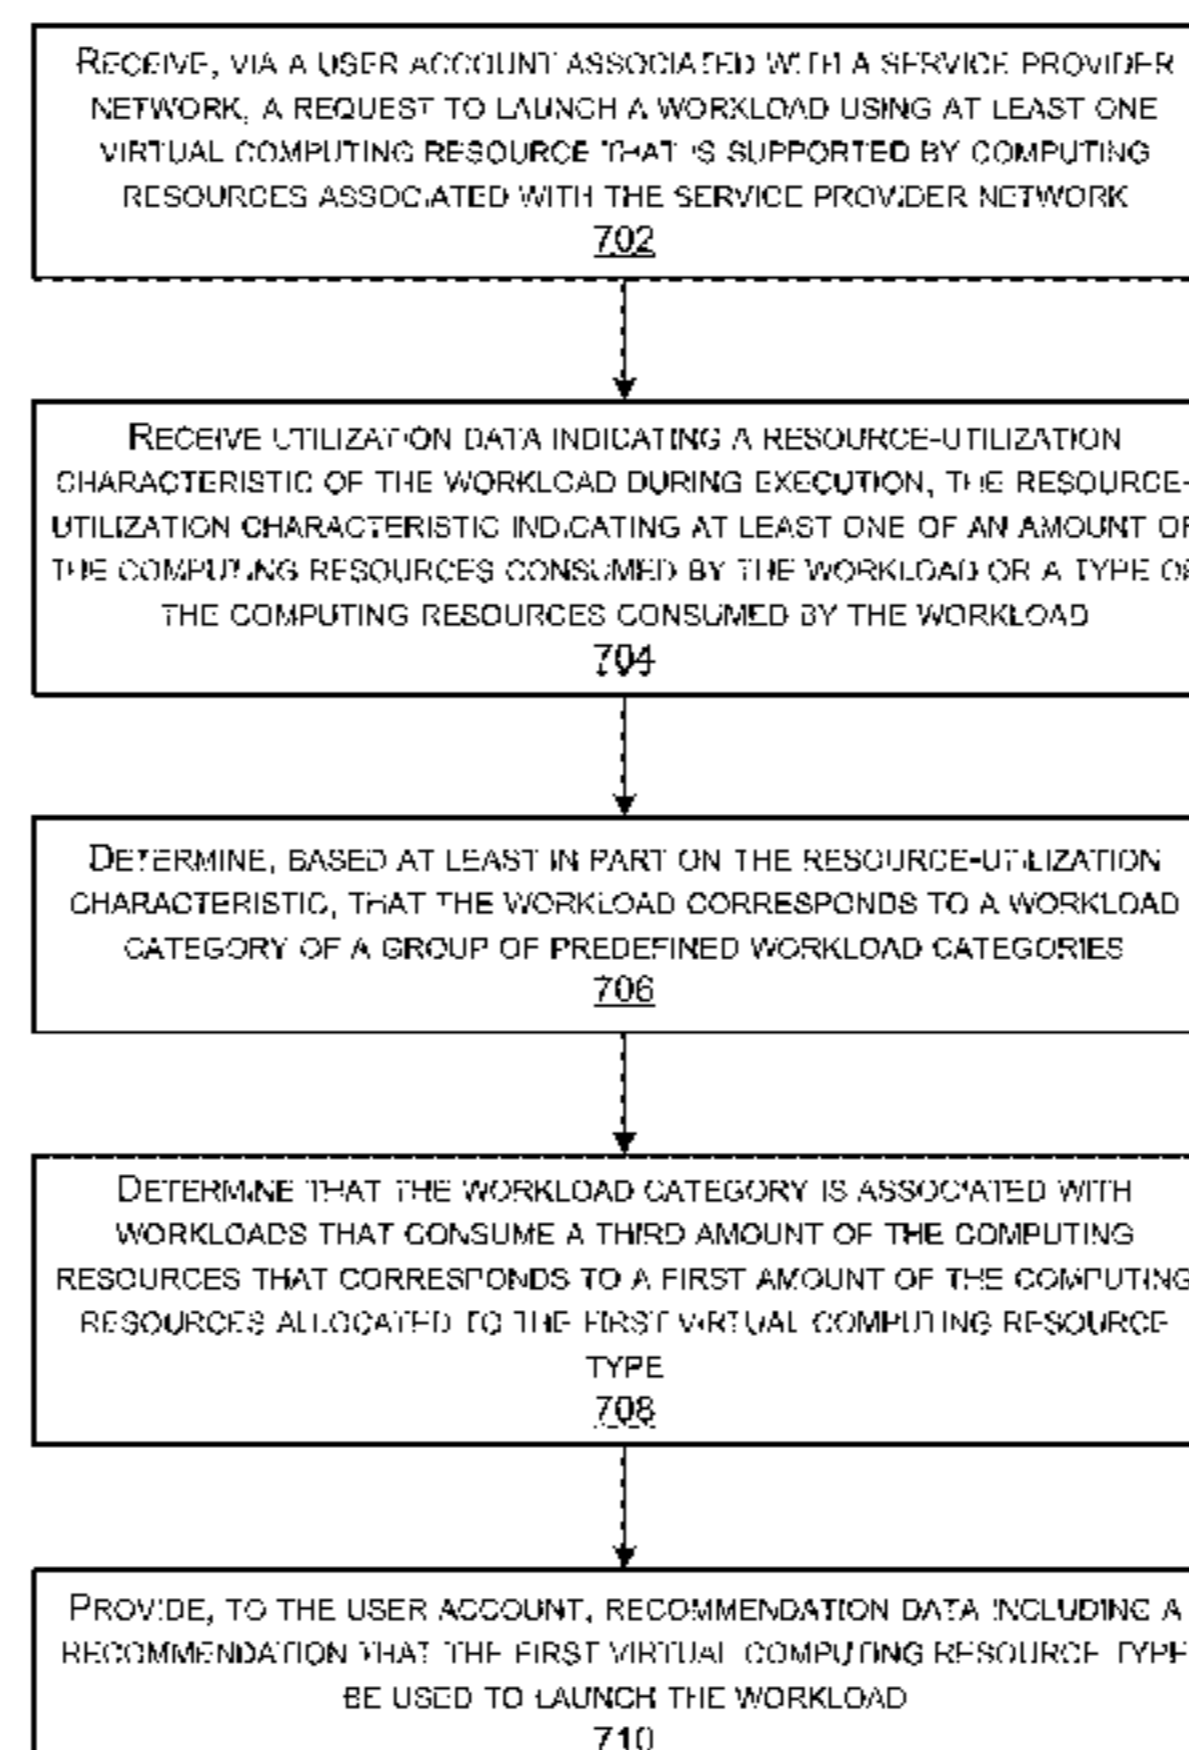 RECEIVE, VIA A USER ACCOUNT ASSOCIATED WITH A SERVICE PROVIDER
NETWORK, A REQUEST TO LAUNCH A WORKLOAD USING AT LEAST ONE
VIRTUAL COMPUTING RESOURCE THAT IS SUPPORTED BY COMPUTING
RESOURCES ASSOCIATED WITH THE SERVICE PROVIDER NETWORK
702
RECEIVE UTILIZATION DATA INDICATING A RESOURCE-UTILIZATION
CHARACTERISTIC OF THE WORKLOAD DURING EXECUTION, THE RESOURCE-
UTILIZATION CHARACTERISTIC INDICATING AT LEAST ONE OF AN AMOUNT OF
THE COMPUTING RESOURCES CONSUMED BY THE WORKLOAD OR A TYPE OF
THE COMPUTING RESOURCES CONSUMED BY THE WORKLOAD
704
DETERMINE, BASED AT LEAST IN PART ON THE RESOURCE-UTILIZATION
CHARACTERISTIC, THAT THE WORKLOAD CORRESPONDS TO A WORKLOAD
CATEGORY OF A GROUP OF PREDEFINED WORKLOAD CATEGORIES
706
DETERMINE THAT THE WORKLOAD CATEGORY IS ASSOCIATED WITH
WORKLOADS THAT CONSUME A THIRD AMOUNT OF THE COMPUTING
RESOURCES THAT CORRESPONDS TO A FIRST AMOUNT OF THE COMPUTING
RESOURCES ALLOCATED TO THE FIRST VIRTUAL COMPUTING RESOURCE
TYPE
708
PROVIDE, TO THE USER ACCOUNT, RECOMMENDATION DATA INCLUDING A
RECOMMENDATION THAT THE FIRST VIRTUAL COMPUTING RESOURCE TYPE
BE USED TO LAUNCH THE WORKLOAD
710